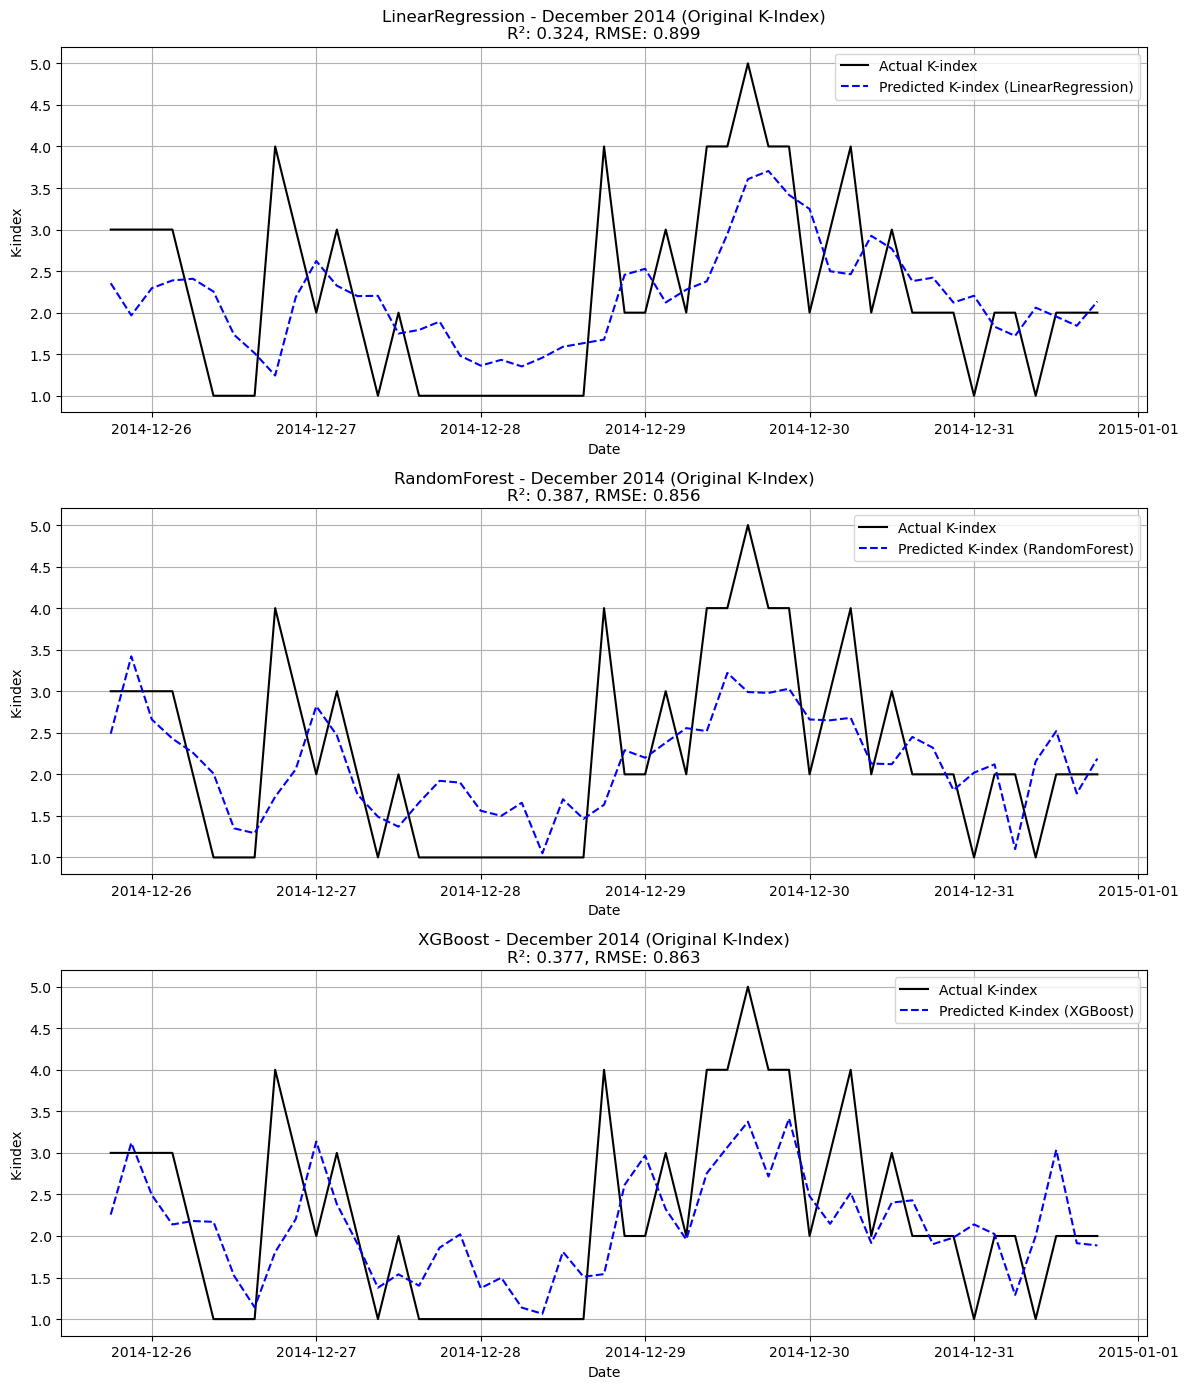 LinearRegression - December 2014 (Original K-Index)
R²: 0.324, RMSE: 0.899
Actual K-index
Predicted K-index (LinearRegression)
K-index
5.0
4.5
4.0
3.5
3.0
2.5
2.0
1.5
1.0
2014-12-26 2014-12-27 2014-12-28 2014-12-29 2014-12-30 2014-12-31 2015-01-01
Date
RandomForest - December 2014 (Original K-Index)
R²: 0.387, RMSE: 0.856
Actual K-index
Predicted K-index (RandomForest)
K-index
5.0
4.5
4.0
3.5
3.0
2.5
2.0
1.5
1.0
2014-12-26 2014-12-27 2014-12-28 2014-12-29 2014-12-30 2014-12-31 2015-01-01
Date
XGBoost - December 2014 (Original K-Index)
R²: 0.377, RMSE: 0.863
Actual K-index
Predicted K-index (XGBoost)
K-index
5.0
4.5
4.0
3.5
3.0
2.5
2.0
1.5
1.0
2014-12-26 2014-12-27 2014-12-28 2014-12-29 2014-12-30 2014-12-31 2015-01-01
Date